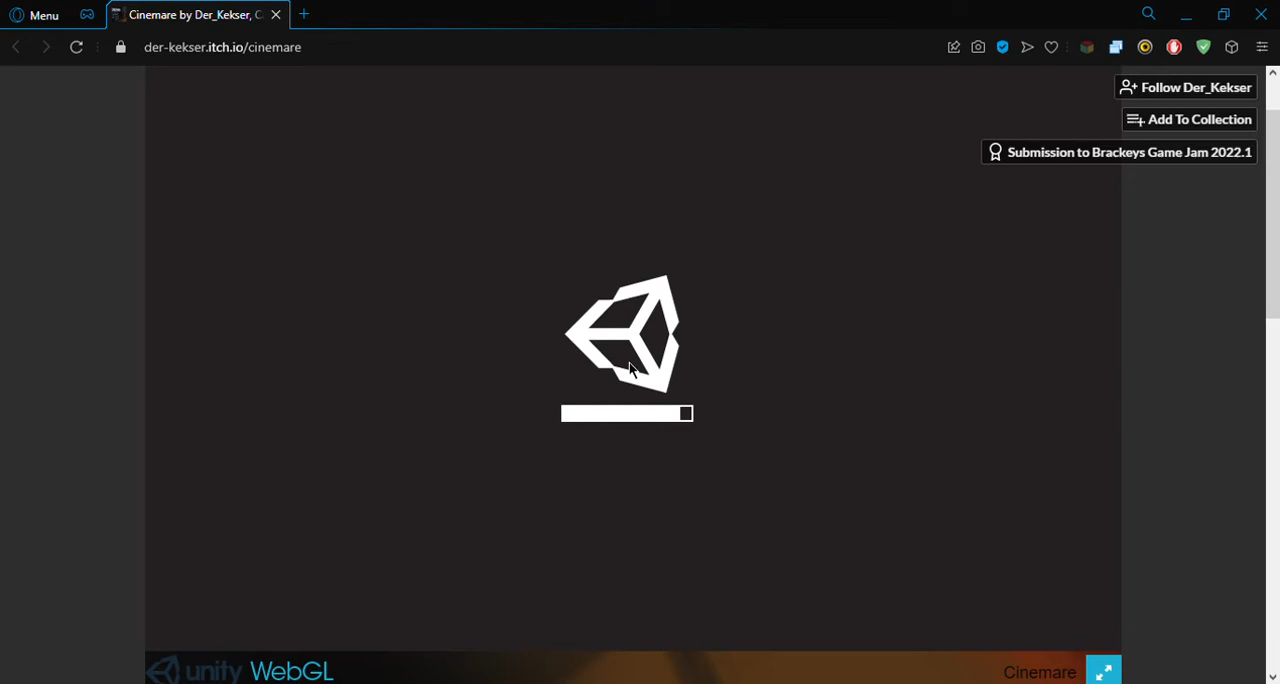 Menu
Cinemare by Der_Kekser, C
der-kekser.itch.io/cinemare
Follow Der_Kekser
Add To Collection
Submission to Brackeys Game Jam 2022.1
unity WebGL
Cinemare